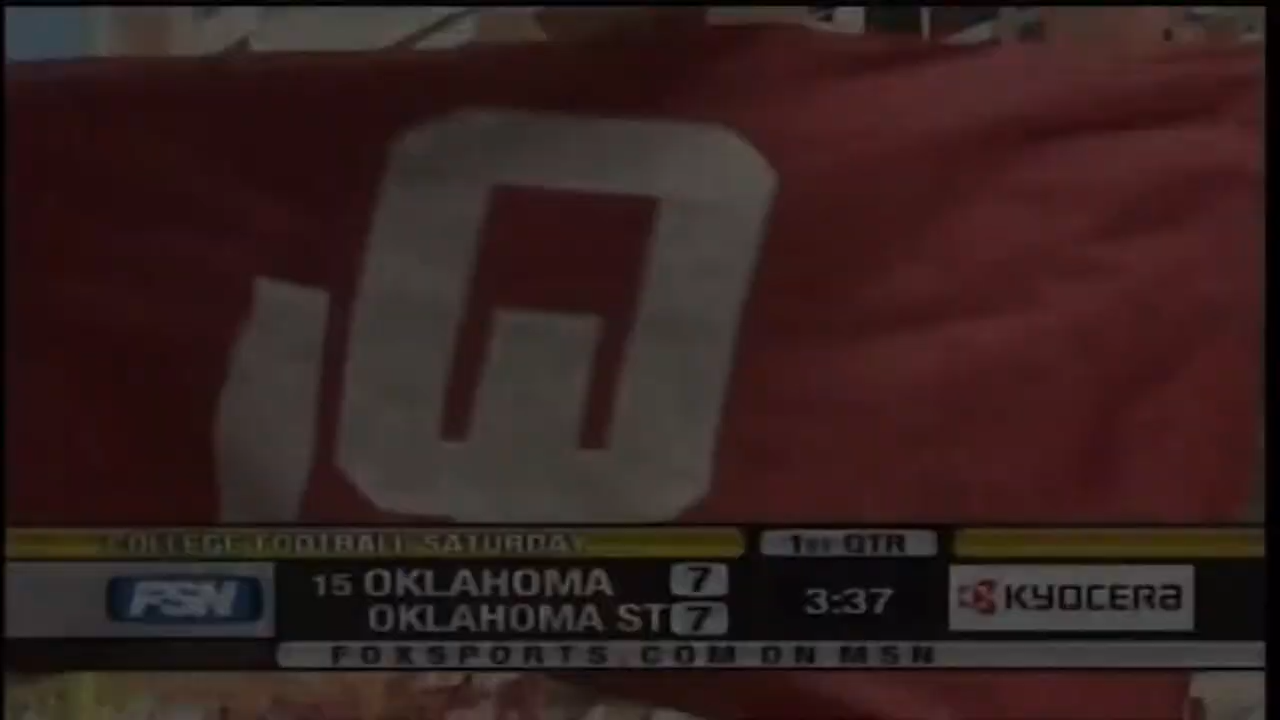 COLLEGE FOOTBALL SATURDAY
1ST QTR
FSN
15 OKLAHOMA 7
OKLAHOMA ST 7
3:37
KYOCERA
FOXSPORTS.COM ON MSN